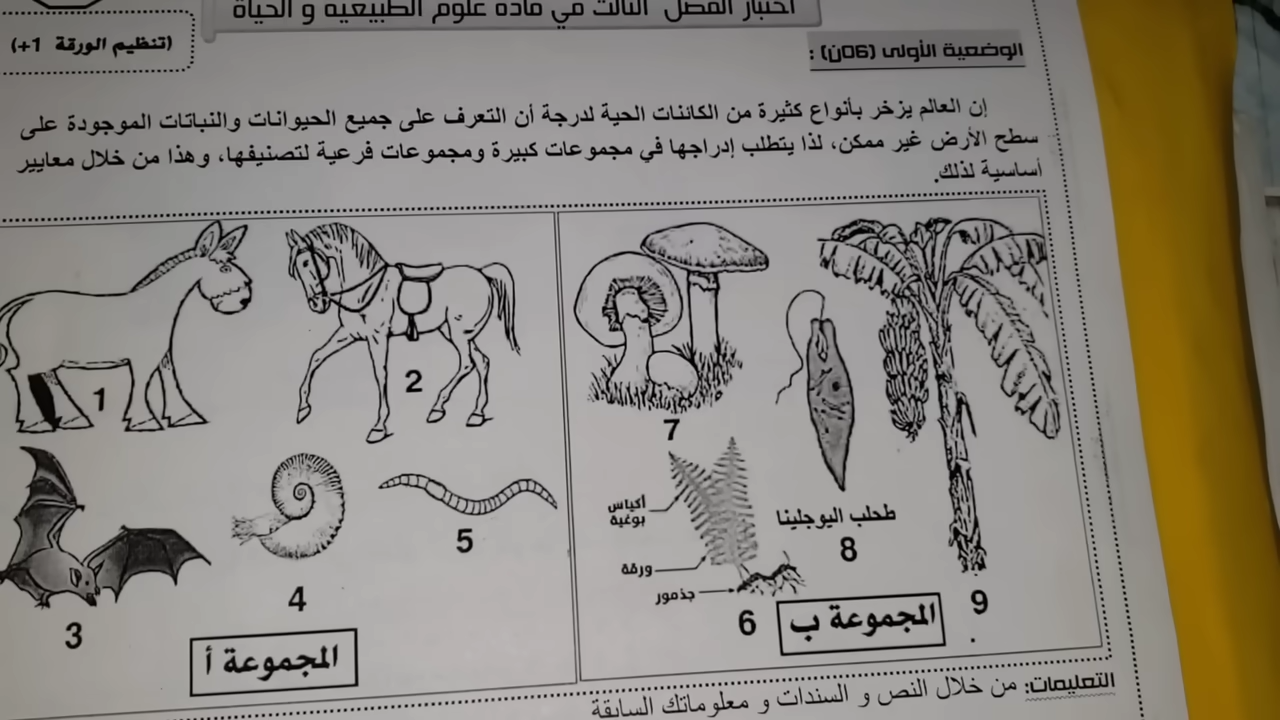 اختبار الفصل الثالث في مادة علوم الطبيعية و الحياة
(تنظيم الورقة 1+)
الوضعية الأولى (06ن) :
إن العالم يزخر بأنواع كثيرة من الكائنات الحية لدرجة أن التعرف على جميع الحيوانات والنباتات الموجودة على
سطح الأرض غير ممكن، لذا يتطلب إدراجها في مجموعات كبيرة ومجموعات فرعية لتصنيفها، وهذا من خلال معايير
أساسية لذلك.
1
2
3
4
5
المجموعة أ
7
أكياس
بوغية
ورقة
جذمور
6
طحلب اليوجلينا
8
9
المجموعة ب
التعليمات: من خلال النص و السندات و معلوماتك السابقة